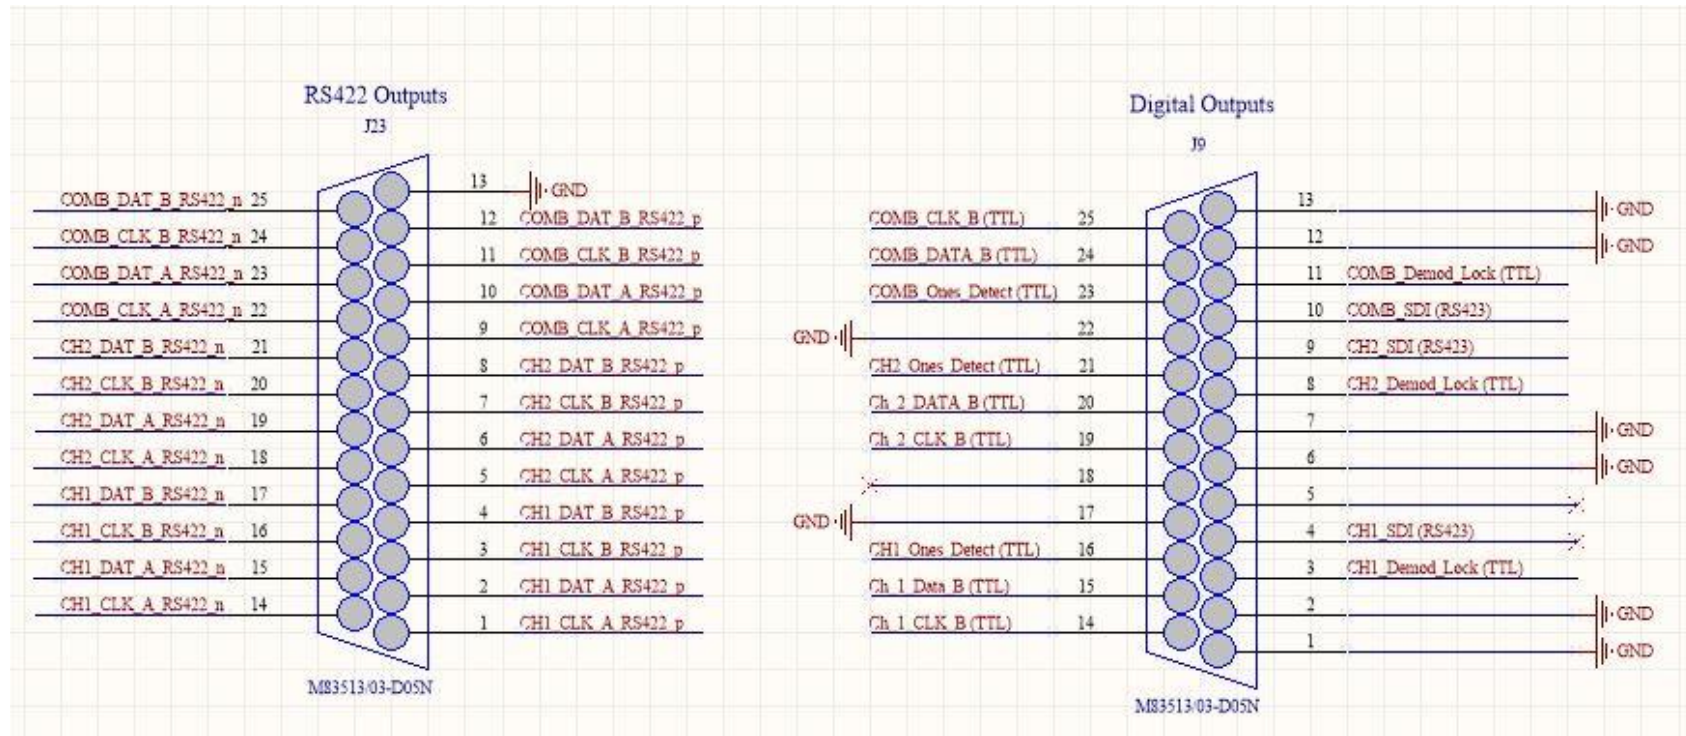 RS422 Outputs
J23
COMB_DAT_B_RS422_n 25
COMB_CLK_B_RS422_n 24
COMB_DAT_A_RS422_n 23
COMB_CLK_A_RS422_n 22
CH2_DAT_B_RS422_n 21
CH2_CLK_B_RS422_n 20
CH2_DAT_A_RS422_n 19
CH2_CLK_A_RS422_n 18
CH1_DAT_B_RS422_n 17
CH1_CLK_B_RS422_n 16
CH1_DAT_A_RS422_n 15
CH1_CLK_A_RS422_n 14
13 GND
12 COMB_DAT_B_RS422_p
11 COMB_CLK_B_RS422_p
10 COMB_DAT_A_RS422_p
9 COMB_CLK_A_RS422_p
8 CH2_DAT_B_RS422_p
7 CH2_CLK_B_RS422_p
6 CH2_DAT_A_RS422_p
5 CH2_CLK_A_RS422_p
4 CH1_DAT_B_RS422_p
3 CH1_CLK_B_RS422_p
2 CH1_DAT_A_RS422_p
1 CH1_CLK_A_RS422_p
M83513/03-D05N
Digital Outputs
J9
COMB_CLK_B (TTL) 25
COMB_DATA_B (TTL) 24
COMB_Ones_Detect (TTL) 23
GND 22
CH2_Ones_Detect (TTL) 21
Ch_2_DATA_B (TTL) 20
Ch_2_CLK_B (TTL) 19
18
GND 17
CH1_Ones_Detect (TTL) 16
Ch_1_Data_B (TTL) 15
Ch_1_CLK_B (TTL) 14
13 GND
12 GND
11 COMB_Demod_Lock (TTL)
10 COMB_SDI (RS423)
9 CH2_SDI (RS423)
8 CH2_Demod_Lock (TTL)
7 GND
6 GND
5
4 CH1_SDI (RS423)
3 CH1_Demod_Lock (TTL)
2 GND
1 GND
M83513/03-D05N